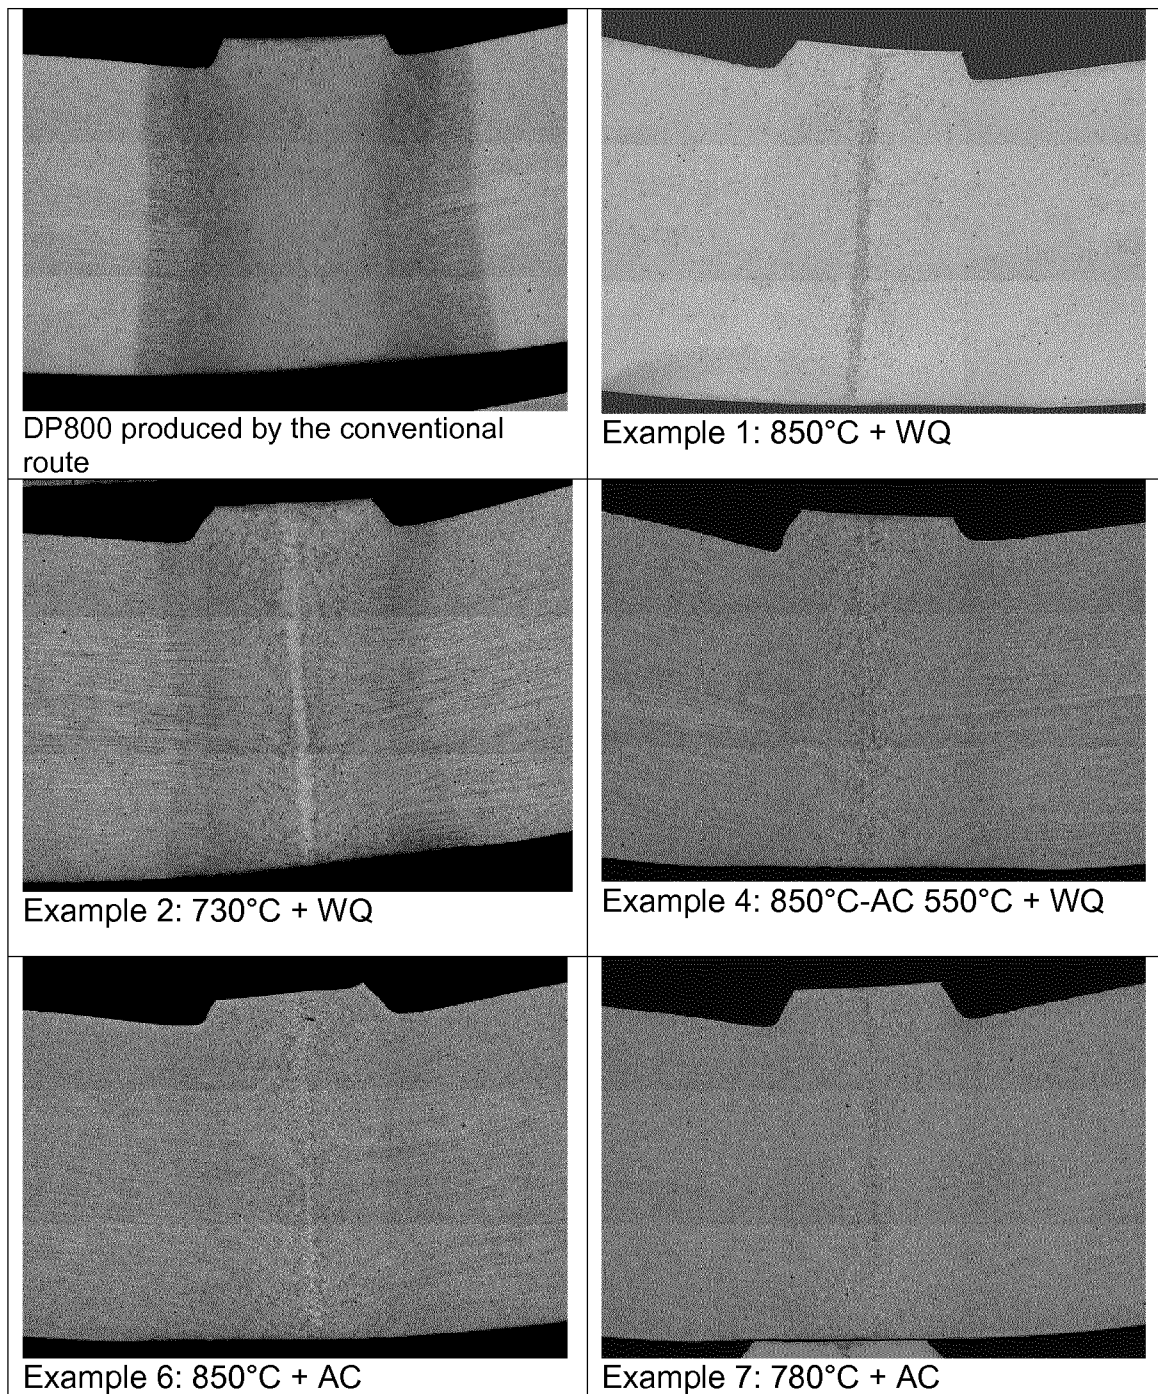 DP800 produced by the conventional
route
Example 1: 850°C + WQ
Example 2: 730°C + WQ
Example 4: 850°C-AC 550°C + WQ
Example 6: 850°C + AC
Example 7: 780°C + AC